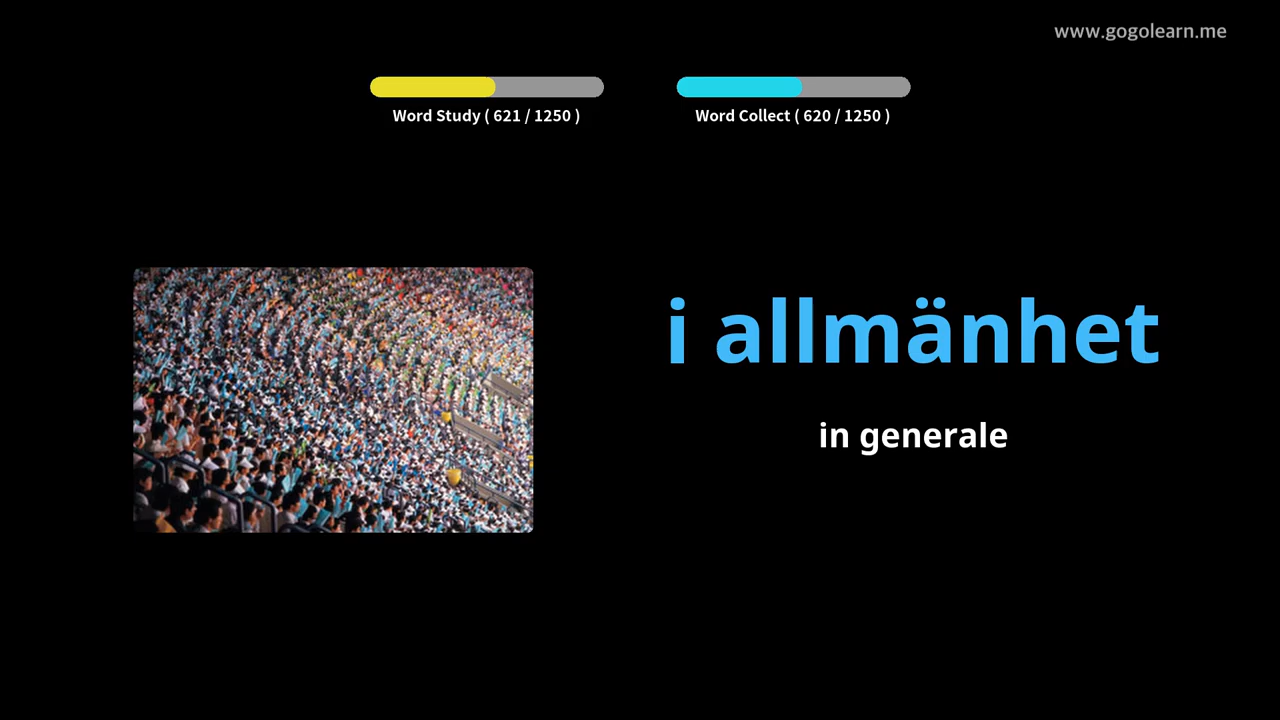 www.gogolearn.me
Word Study ( 621 / 1250 )
Word Collect ( 620 / 1250 )
i allmänhet
in generale